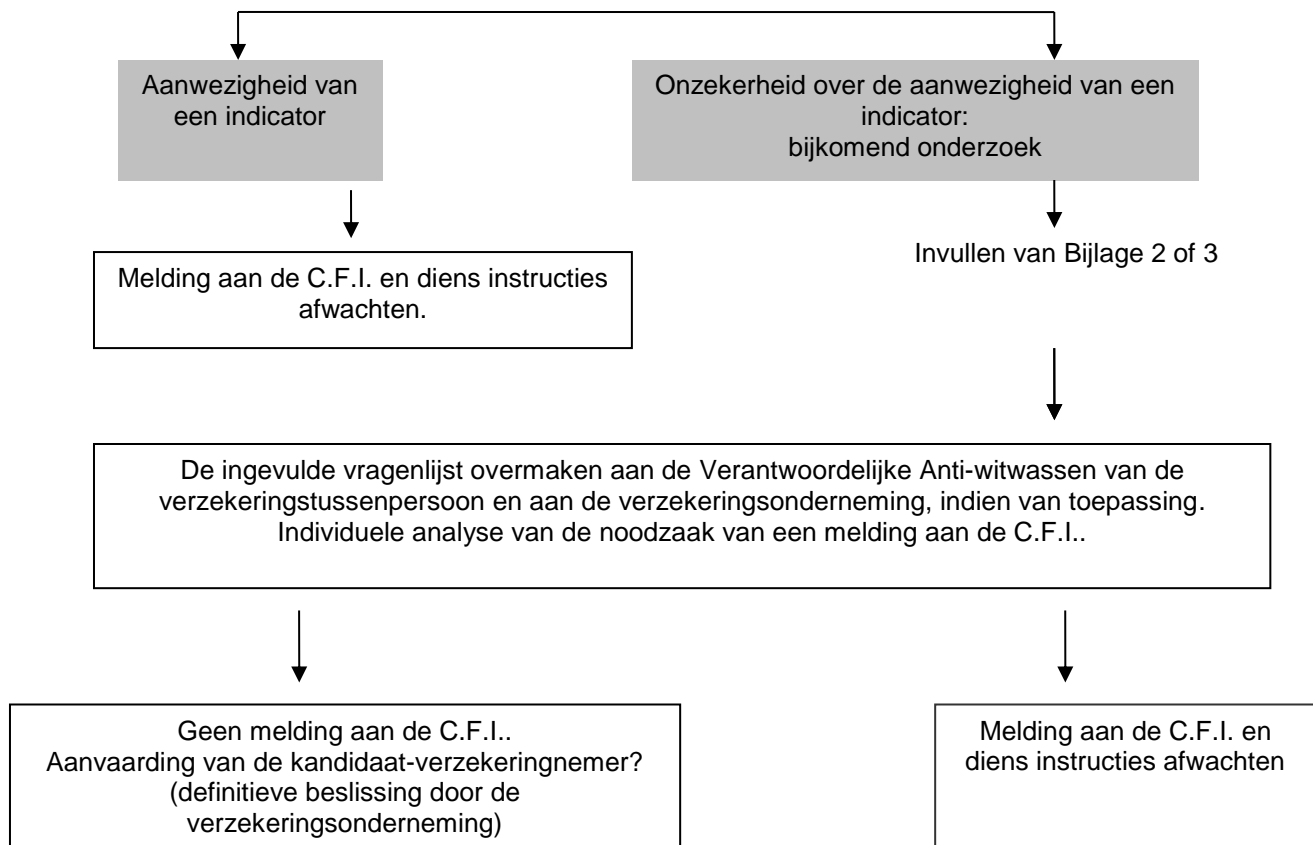 Aanwezigheid van
een indicator
Onzekerheid over de aanwezigheid van een
indicator:
bijkomend onderzoek
Melding aan de C.F.I. en diens instructies
afwachten.
Invullen van Bijlage 2 of 3
De ingevulde vragenlijst overmaken aan de Verantwoordelijke Anti-witwassen van de
verzekeringstussenpersoon en aan de verzekeringsonderneming, indien van toepassing.
Individuele analyse van de noodzaak van een melding aan de C.F.I..
Geen melding aan de C.F.I..
Aanvaarding van de kandidaat-verzekeringnemer?
(definitieve beslissing door de
verzekeringsonderneming)
Melding aan de C.F.I. en
diens instructies afwachten